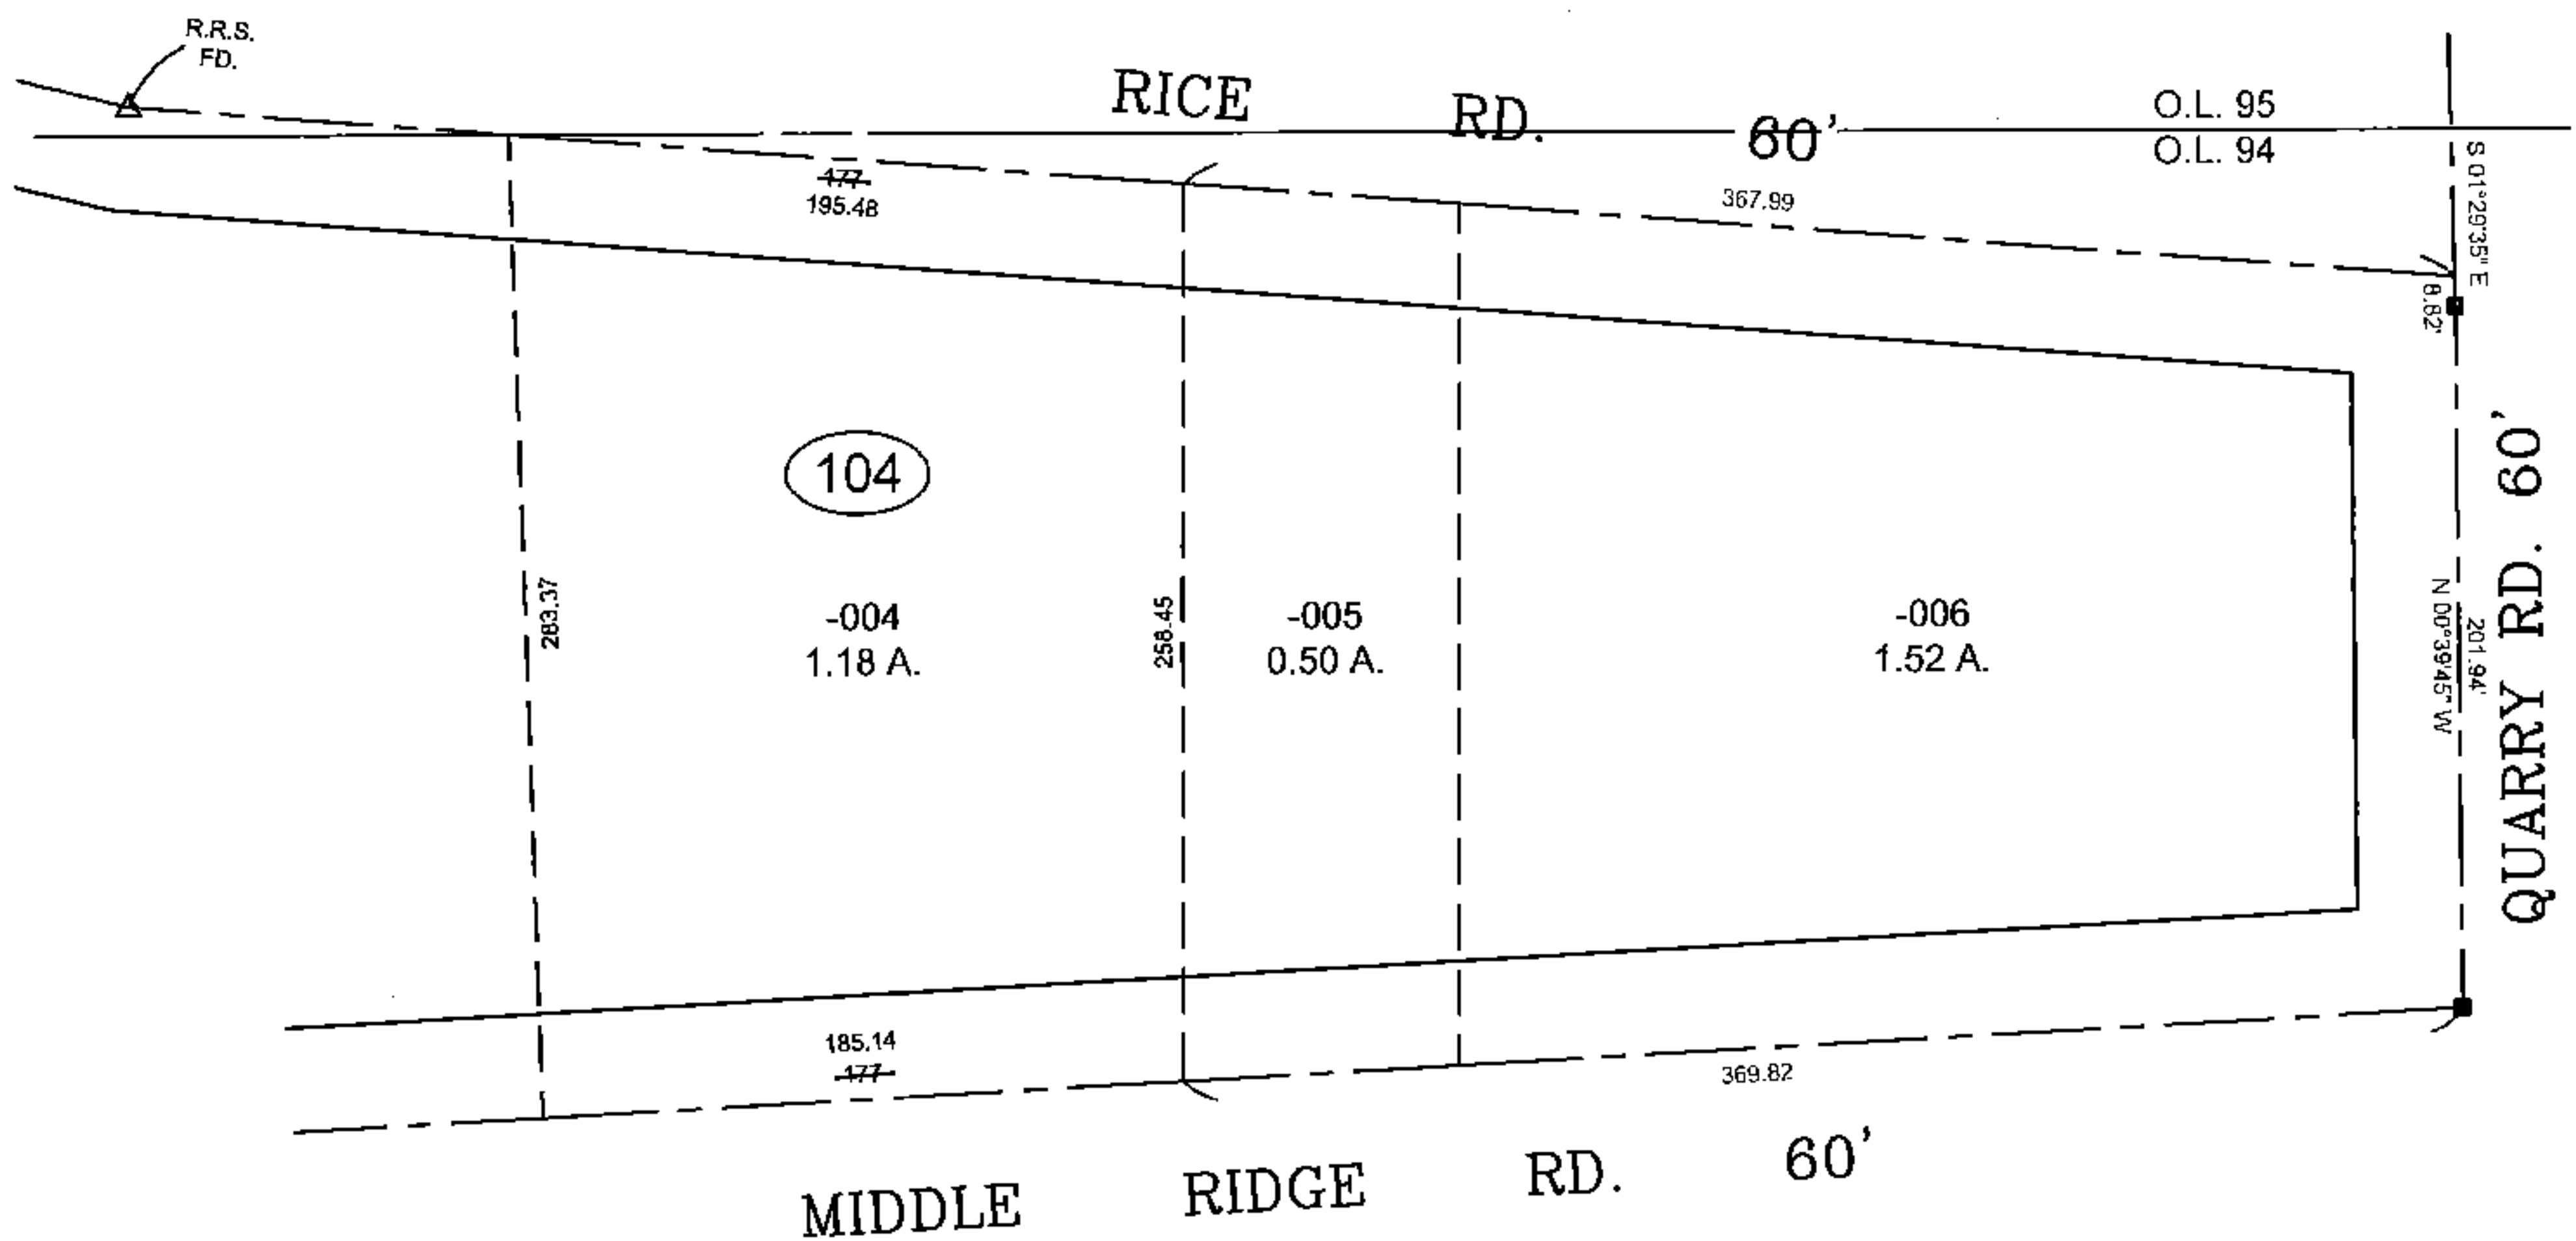 R.R.S.
FD.
RICE RD. 60'
O.L. 95
O.L. 94
177
195.48
367.99
S 01°29'35" E
8.82'
104
283.37
-004
1.18 A.
258.45
-005
0.50 A.
-006
1.52 A.
201.94'
N 00°39'45" W
QUARRY RD. 60'
185.14
177
369.82
MIDDLE RIDGE RD. 60'